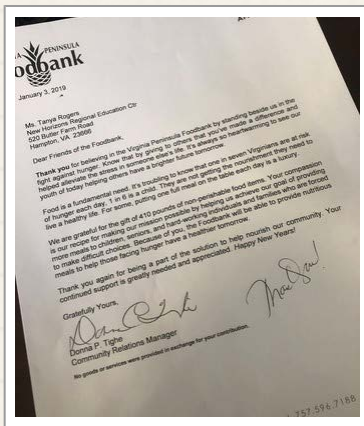 PENINSULA
Foodbank
January 3, 2019
Ms. Tanya Rogers
New Horizons Regional Education Ctr
520 Butler Farm Road
Hampton, VA 23666
Dear Friends of the Foodbank,
Thank you for believing in the Virginia Peninsula Foodbank by standing beside us in the
fight against hunger. Know that by giving to others that you've made a difference and
helped alleviate the stress in someone else's life. It's always so heartwarming to see our
youth of today helping others have a brighter future tomorrow.
Food is a fundamental need. It's troubling to know that one in seven Virginians are at risk
of hunger each day. 1 in 6 is a child. They are not getting the nourishment they need to
live a healthy life. For some, putting one full meal on the table each day is a luxury.
We are grateful for the gift of 410 pounds of non-perishable food items. Your compassion
is our recipe for making our mission possible by helping us achieve our goal of providing
more meals to children, seniors, and hard working individuals and families who are forced
to make difficult choices. Because of you, the Foodbank will be able to provide nutritious
meals to help those facing hunger have a healthier tomorrow.
Thank you again for being a part of the solution to help nourish our community. Your
continued support is greatly needed and appreciated. Happy New Years!
Gratefully Yours,
Donna P. Tighe
Community Relations Manager
No goods or services were provided in exchange for your contribution.
757.596.7188